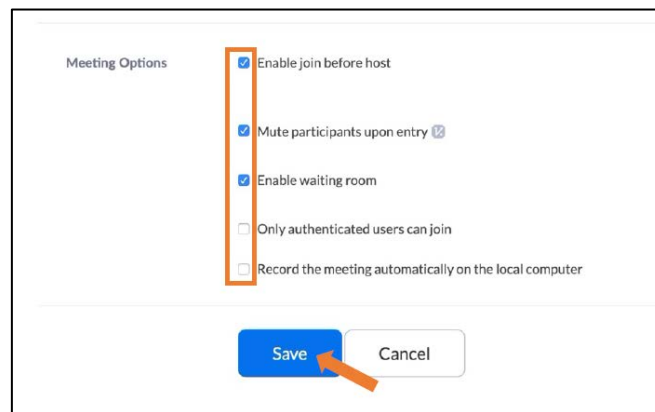 Meeting Options
Enable join before host
Mute participants upon entry
Enable waiting room
Only authenticated users can join
Record the meeting automatically on the local computer
Save
Cancel